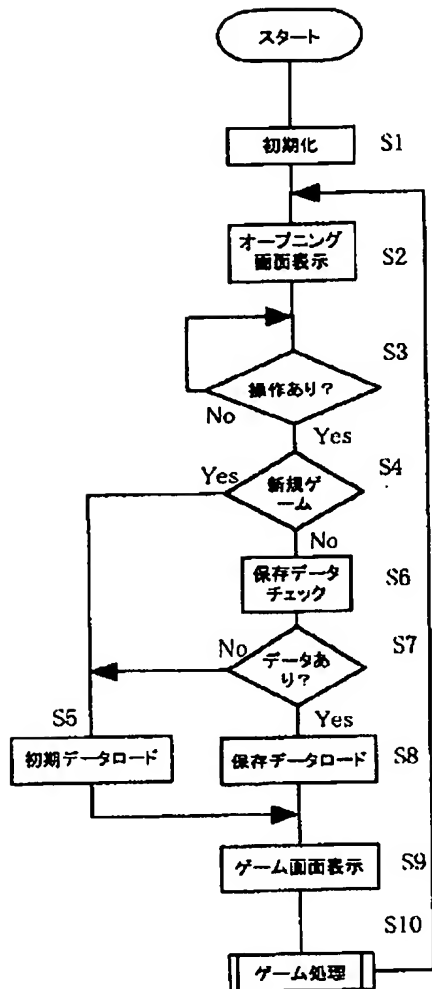 スタート
初期化 S1
オープニング
画面表示 S2
S3
操作あり?
No
Yes
S4
Yes
新規ゲ
ーム
No
保存データ
チェック S6
S7
No
データあ
り?
S5
Yes
初期データロード
保存データロード S8
ゲーム画面表示 S9
S10
ゲーム処理